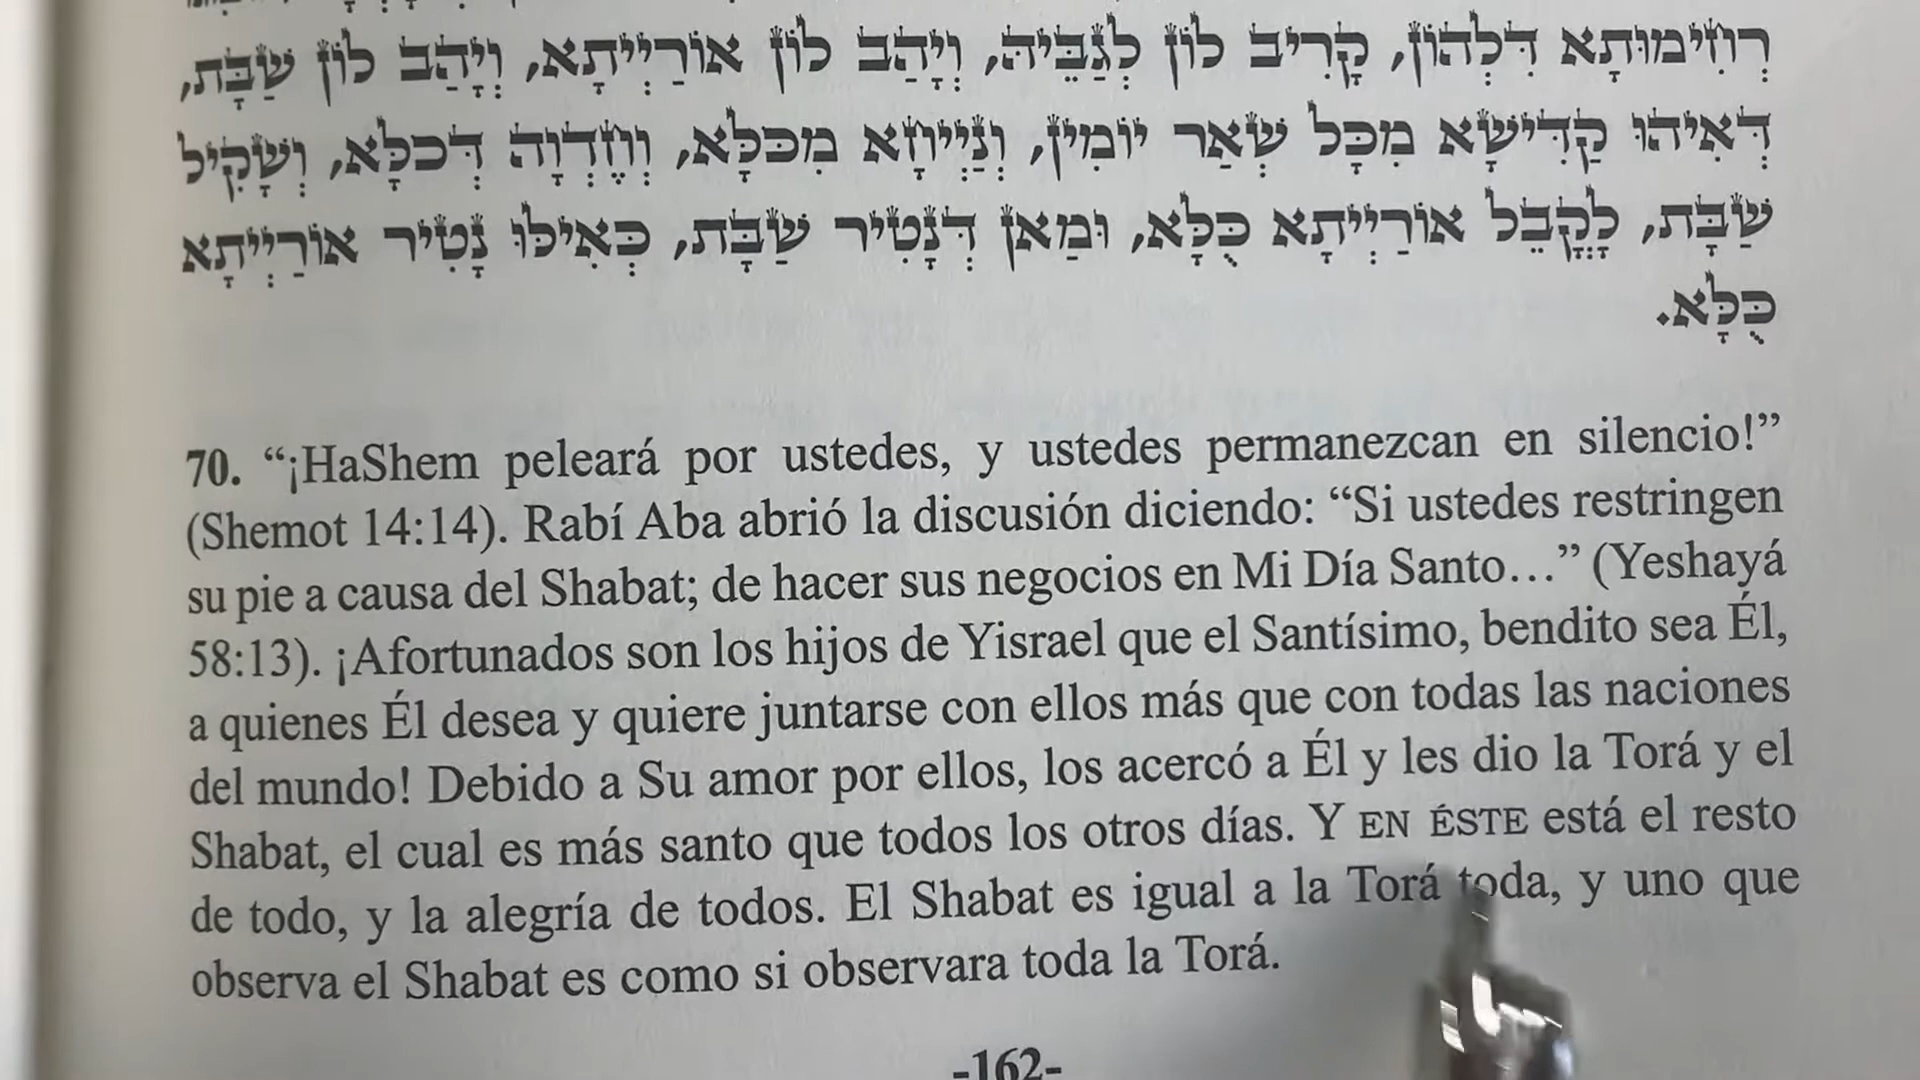 רְחִימוּתָא דִּלְהוֹן, קָרִיב לוֹן לְגַבֵּיהּ, וְיָהַב לוֹן אוֹרַיְיתָא, וְיָהַב לוֹן שַׁבָּת,
דְּאִיהוּ קַדִּישָׁא מִכָּל שְׁאַר יוֹמִין, וְנַיְיחָא מִכֹּלָּא, וְחֶדְוָה דְּכֹלָּא, וְשָׁקִיל
שַׁבָּת, לָקֳבֵל אוֹרַיְיתָא כֻּלָּא, וּמַאן דְּנָטִיר שַׁבָּת, כְּאִילּוּ נָטִיר אוֹרַיְיתָא
כֻּלָּא.
70. “¡HaShem peleará por ustedes, y ustedes permanezcan en silencio!”
(Shemot 14:14). Rabí Aba abrió la discusión diciendo: “Si ustedes restringen
su pie a causa del Shabat; de hacer sus negocios en Mi Día Santo…” (Yeshayá
58:13). ¡Afortunados son los hijos de Yisrael que el Santísimo, bendito sea Él,
a quienes Él desea y quiere juntarse con ellos más que con todas las naciones
del mundo! Debido a Su amor por ellos, los acercó a Él y les dio la Torá y el
Shabat, el cual es más santo que todos los otros días. Y EN ÉSTE está el resto
de todo, y la alegría de todos. El Shabat es igual a la Torá toda, y uno que
observa el Shabat es como si observara toda la Torá.
-162-